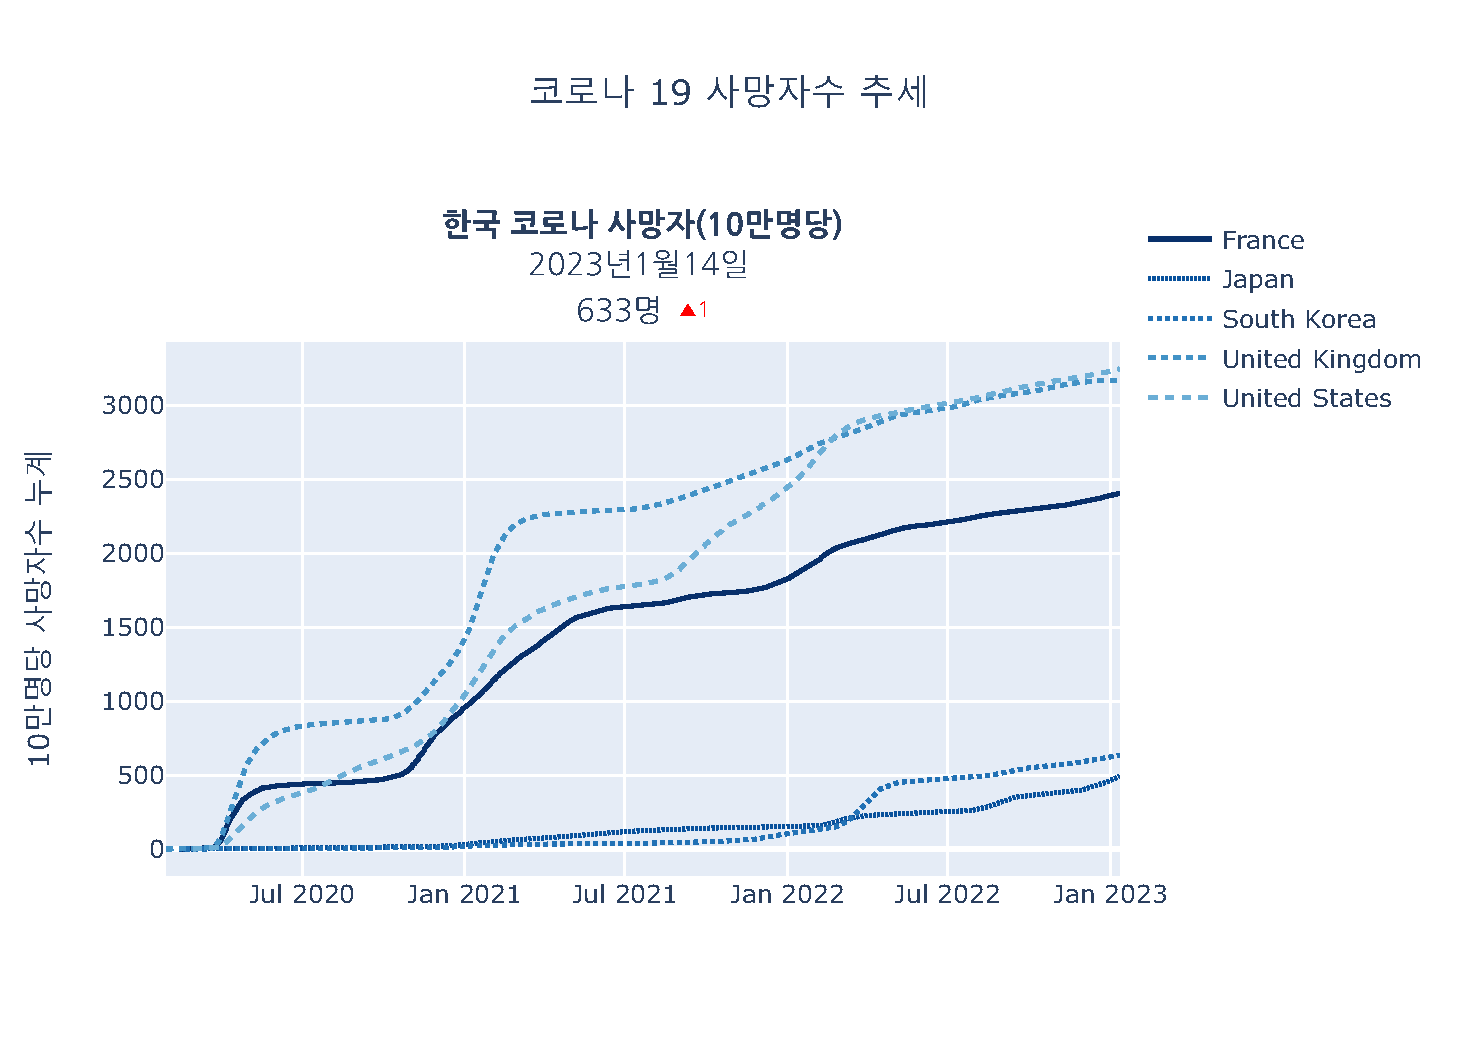 코로나 19 사망자수 추세
한국 코로나 사망자(10만명당)
2023년1월14일
633명 ▲1
France
Japan
South Korea
United Kingdom
United States
10만명당 사망자수 누계
3000
2500
2000
1500
1000
500
0
Jul 2020 Jan 2021 Jul 2021 Jan 2022 Jul 2022 Jan 2023